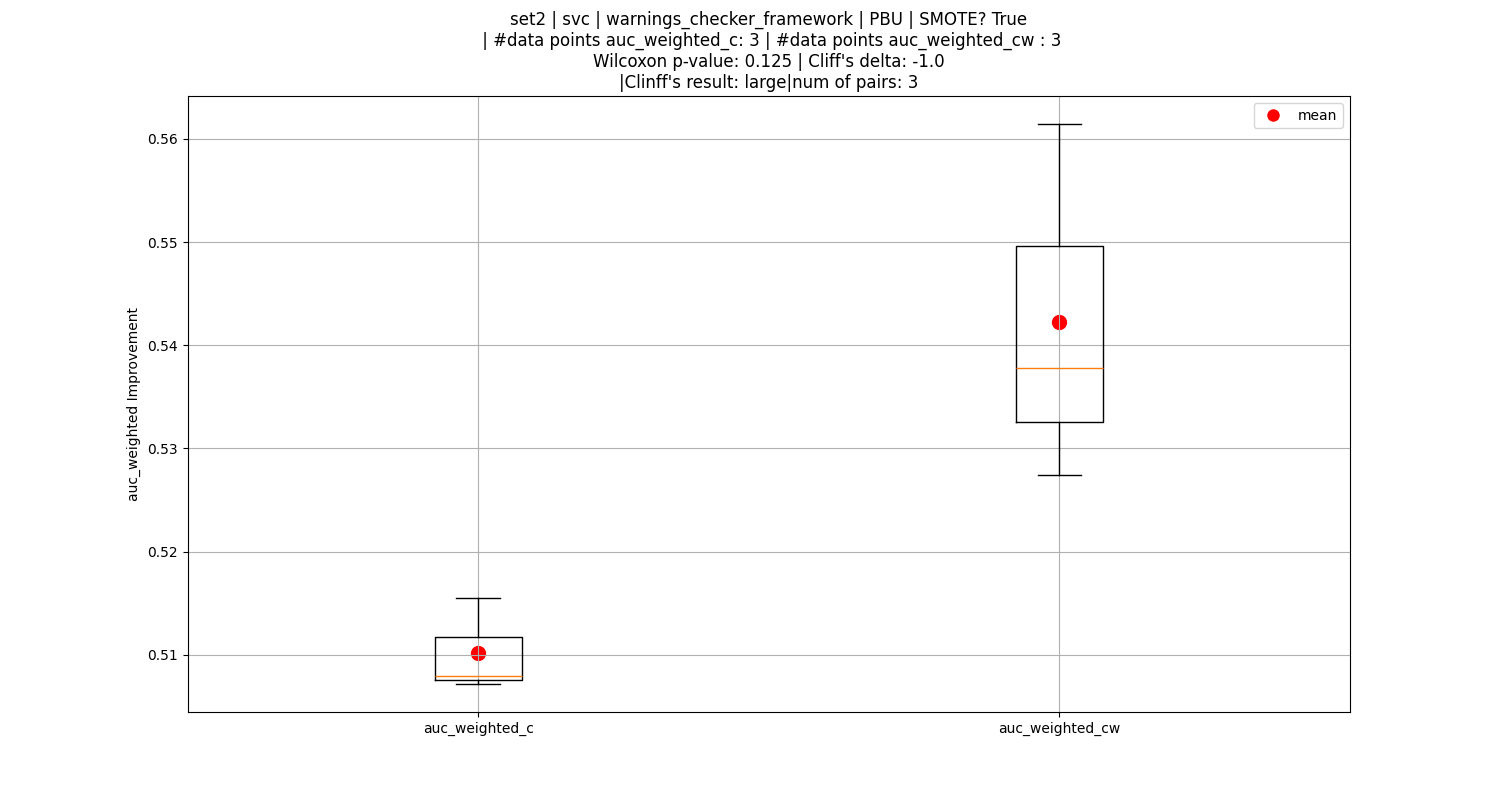 set2 | svc | warnings_checker_framework | PBU | SMOTE? True
| #data points auc_weighted_c: 3 | #data points auc_weighted_cw : 3
Wilcoxon p-value: 0.125 | Cliff's delta: -1.0
|Clinff's result: large|num of pairs: 3
mean
0.56
0.55
0.54
0.53
0.52
0.51
auc_weighted Improvement
auc_weighted_c
auc_weighted_cw